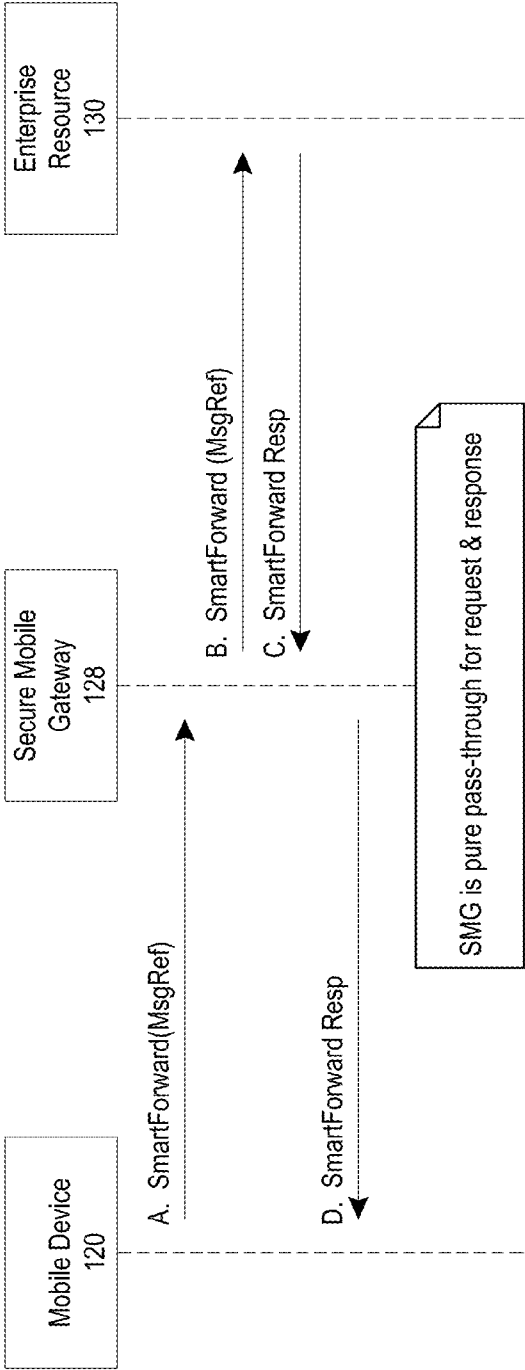 Mobile Device
120
Secure Mobile
Gateway
128
Enterprise
Resource
130
A.  SmartForward(MsgRef)
B.  SmartForward (MsgRef)
C.  SmartForward Resp
D.  SmartForward Resp
SMG is pure pass-through for request & response